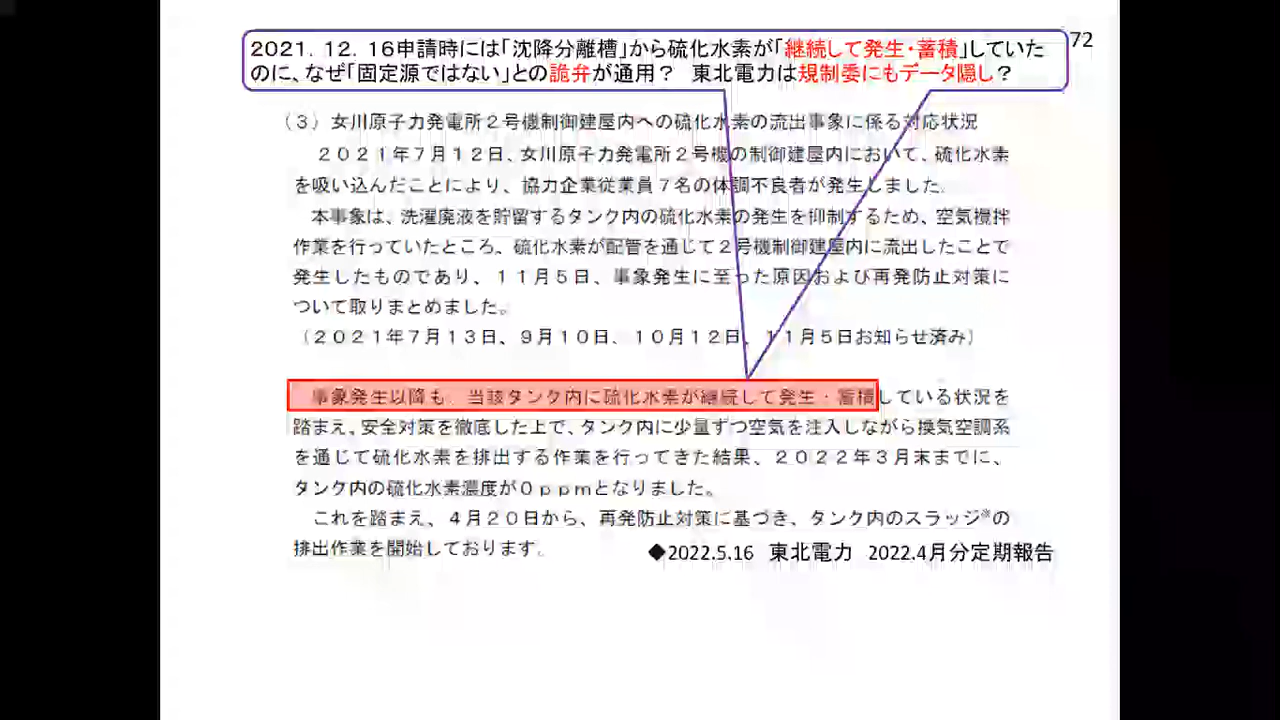 72
2021. 12. 16申請時には「沈降分離槽」から硫化水素が「継続して発生・蓄積」していた
のに、なぜ「固定源ではない」との詭弁が通用？ 東北電力は規制委にもデータ隠し？
（３）女川原子力発電所２号機制御建屋内への硫化水素の流出事象に係る対応状況
２０２１年７月１２日、女川原子力発電所２号機の制御建屋内において、硫化水素
を吸い込んだことにより、協力企業従業員７名の体調不良者が発生しました。
本事象は、洗濯廃液を貯留するタンク内の硫化水素の発生を抑制するため、空気攪拌
作業を行っていたところ、硫化水素が配管を通じて２号機制御建屋内に流出したことで
発生したものであり、１１月５日、事象発生に至った原因および再発防止対策に
ついて取りまとめました。
（２０２１年７月１３日、９月１０日、１０月１２日、１１月５日お知らせ済み）
事象発生以降も、当該タンク内に硫化水素が継続して発生・蓄積している状況を
踏まえ、安全対策を徹底した上で、タンク内に少量ずつ空気を注入しながら換気空調系
を通じて硫化水素を排出する作業を行ってきた結果、２０２２年３月末までに、
タンク内の硫化水素濃度が０ｐｐｍとなりました。
これを踏まえ、４月２０日から、再発防止対策に基づき、タンク内のスラッジ※の
排出作業を開始しております。
◆2022.5.16 東北電力 2022.4月分定期報告